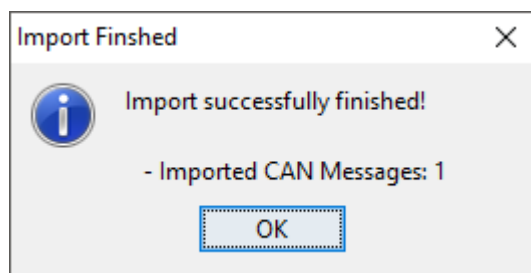 Import Finshed
Import successfully finished!
- Imported CAN Messages: 1
OK